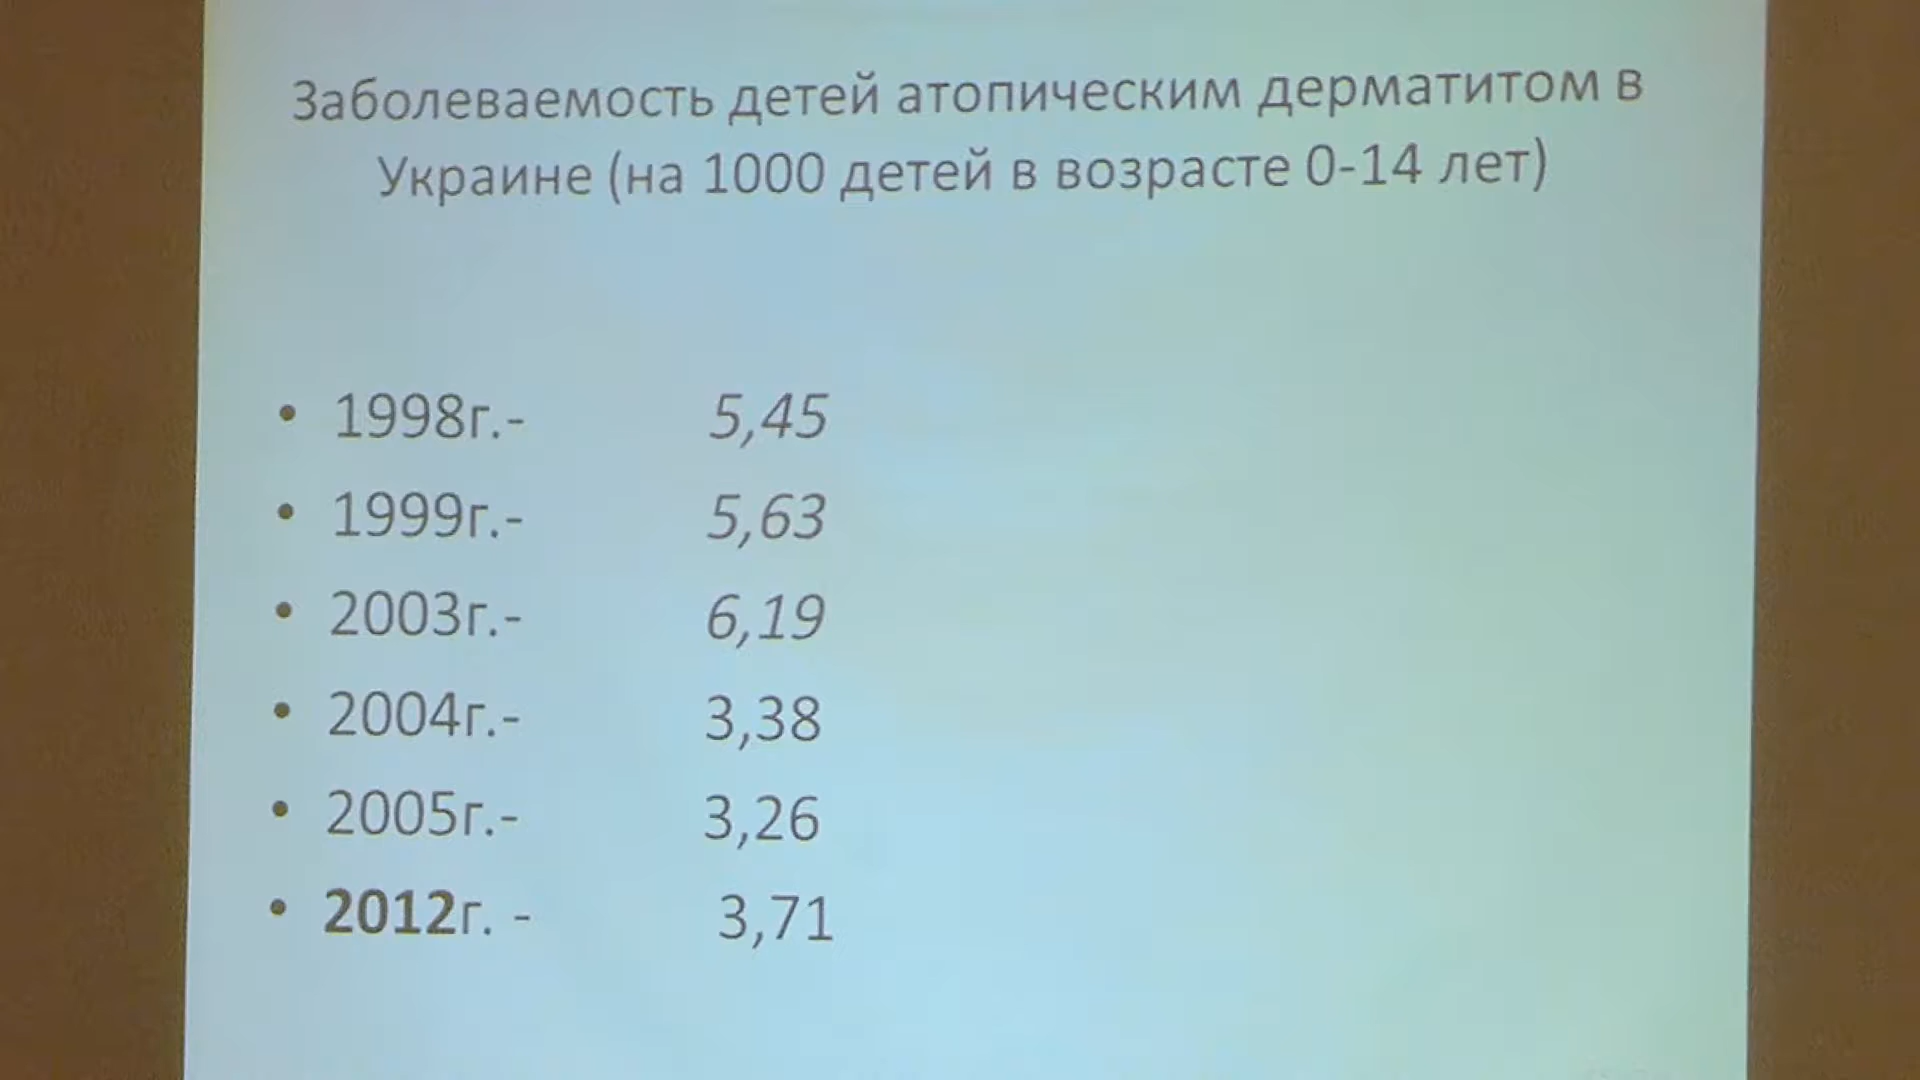 Заболеваемость детей атопическим дерматитом в
Украине (на 1000 детей в возрасте 0-14 лет)
• 1998г.- 5,45
• 1999г.- 5,63
• 2003г.- 6,19
• 2004г.- 3,38
• 2005г.- 3,26
• 2012г. - 3,71